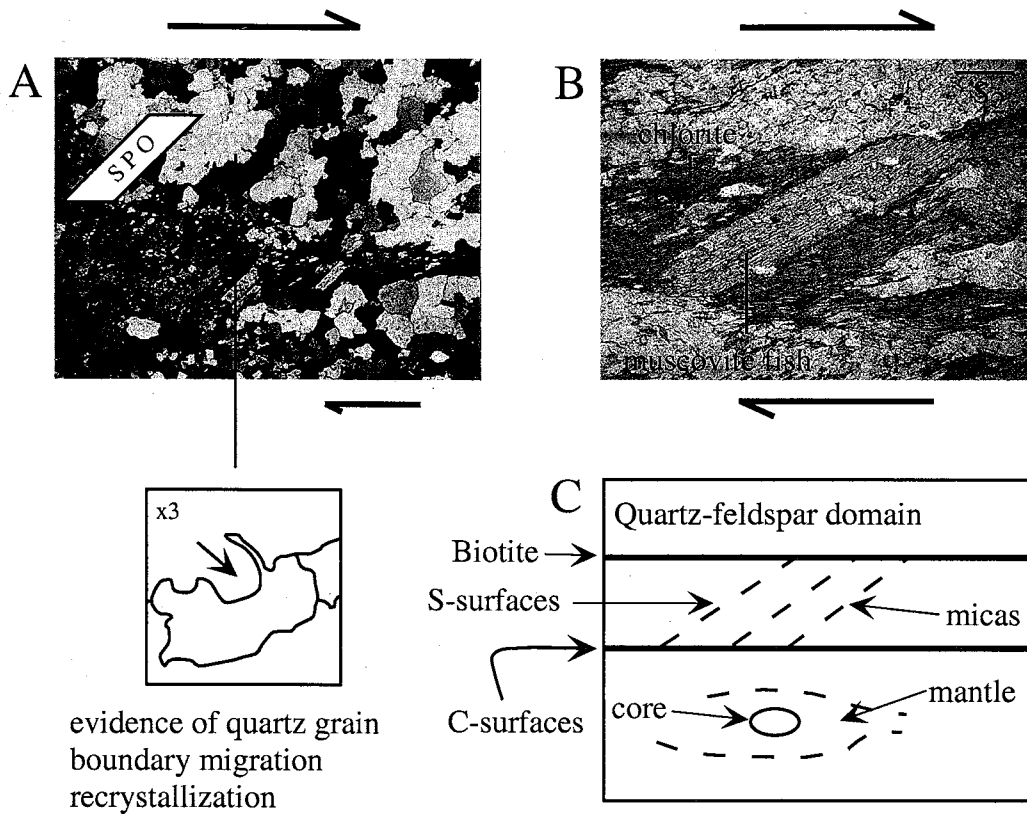 A
SPO
x3
evidence of quartz grain
boundary migration
recrystallization
B
chlorite
muscovite fish
C
Quartz-feldspar domain
Biotite
S-surfaces
micas
C-surfaces
core
mantle